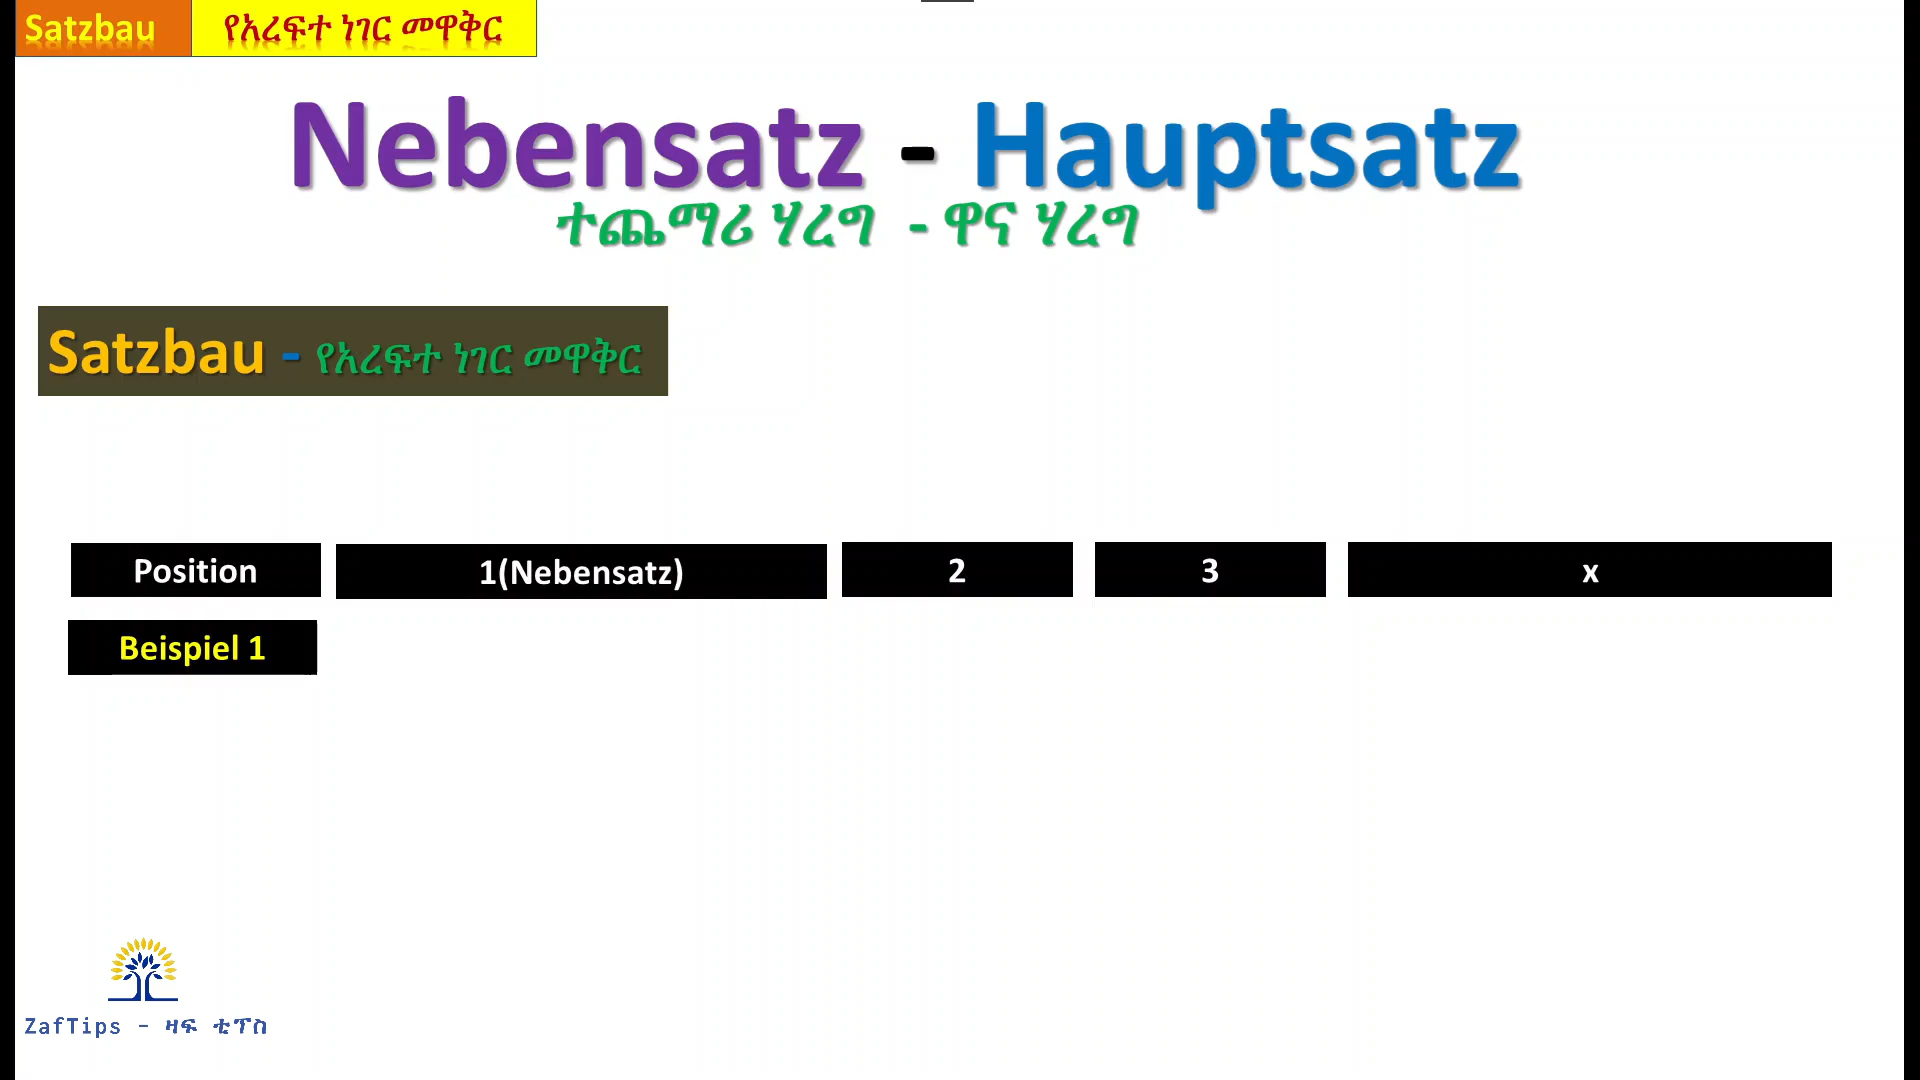 Satzbau የአረፍተ ነገር መዋቅር
Nebensatz - Hauptsatz
ተጨማሪ ሃረግ - ዋና ሃረግ
Satzbau - የአረፍተ ነገር መዋቅር
Position 1(Nebensatz) 2 3 x
Beispiel 1
ZafTips - ዛፍ ቲፕስ